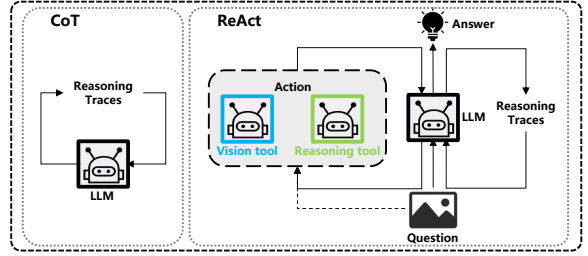 CoT
Reasoning
Traces
LLM
ReAct
Answer
Action
Vision tool
Reasoning tool
LLM
Reasoning
Traces
Question